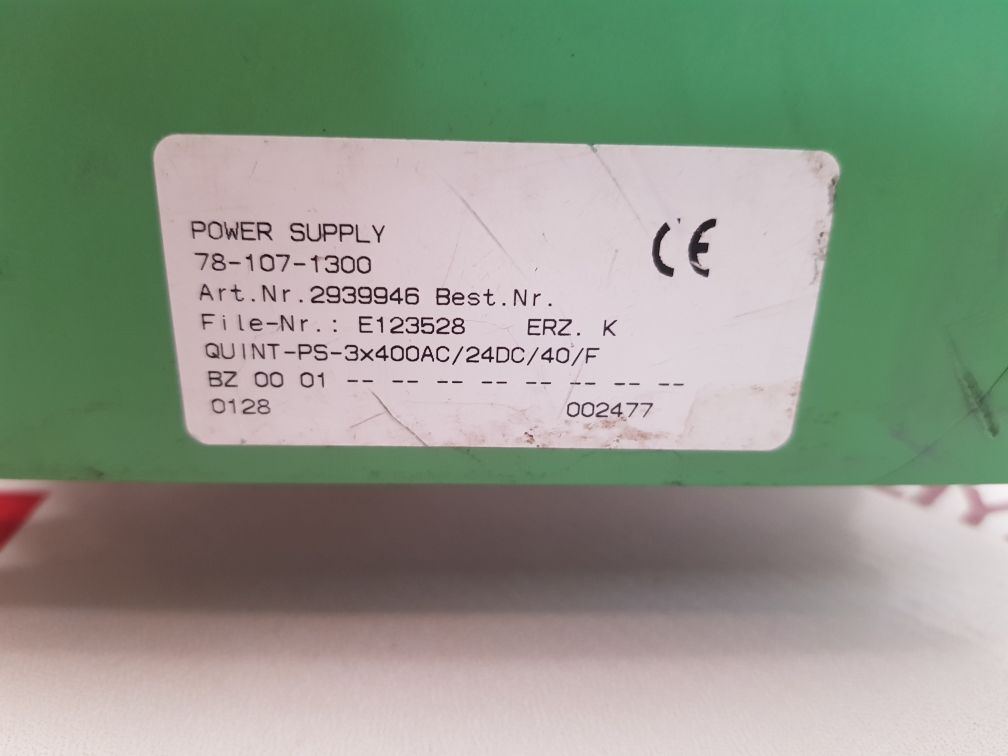 POWER SUPPLY
CE
78-107-1300
Art.Nr.2939946 Best.Nr.
File-Nr.: E123528 ERZ. K
QUINT-PS-3x400AC/24DC/40/F
BZ 00 01 -- -- -- -- -- -- -- --
0128 002477